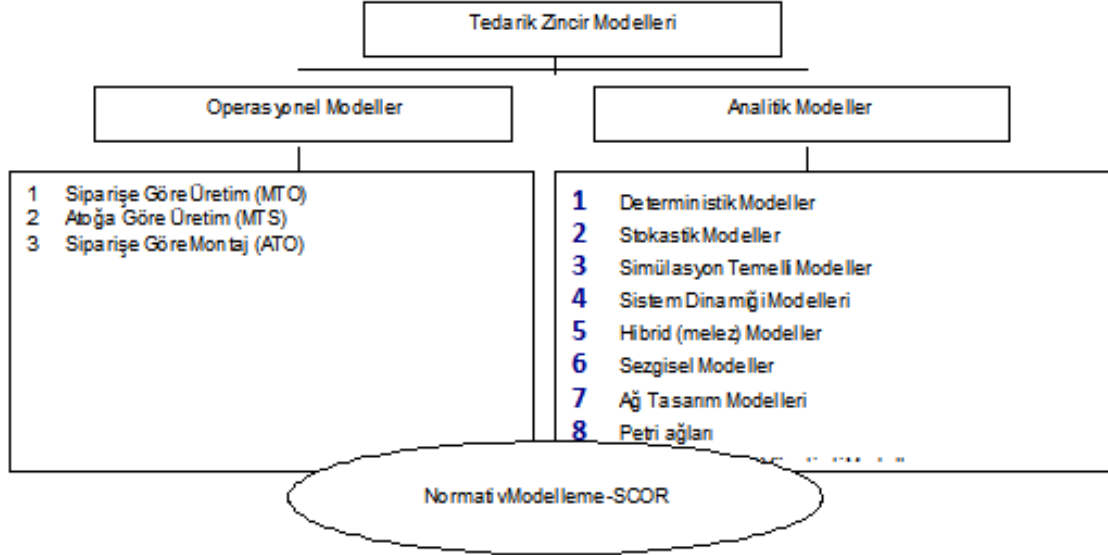 Tedarik Zincir Modelleri
Operasyonel Modeller
Analitik Modeller
1 Siparişe Göre Üretim (MTO)
2 Atoğa Göre Üretim (MTS)
3 Siparişe Göre Montaj (ATO)
1 Deterministik Modeller
2 Stokastik Modeller
3 Simülasyon Temelli Modeller
4 Sistem Dinamiği Modelleri
5 Hibrid (melez) Modeller
6 Sezgisel Modeller
7 Ağ Tasarım Modelleri
8 Petri ağları
Normativ Modelleme-SCOR